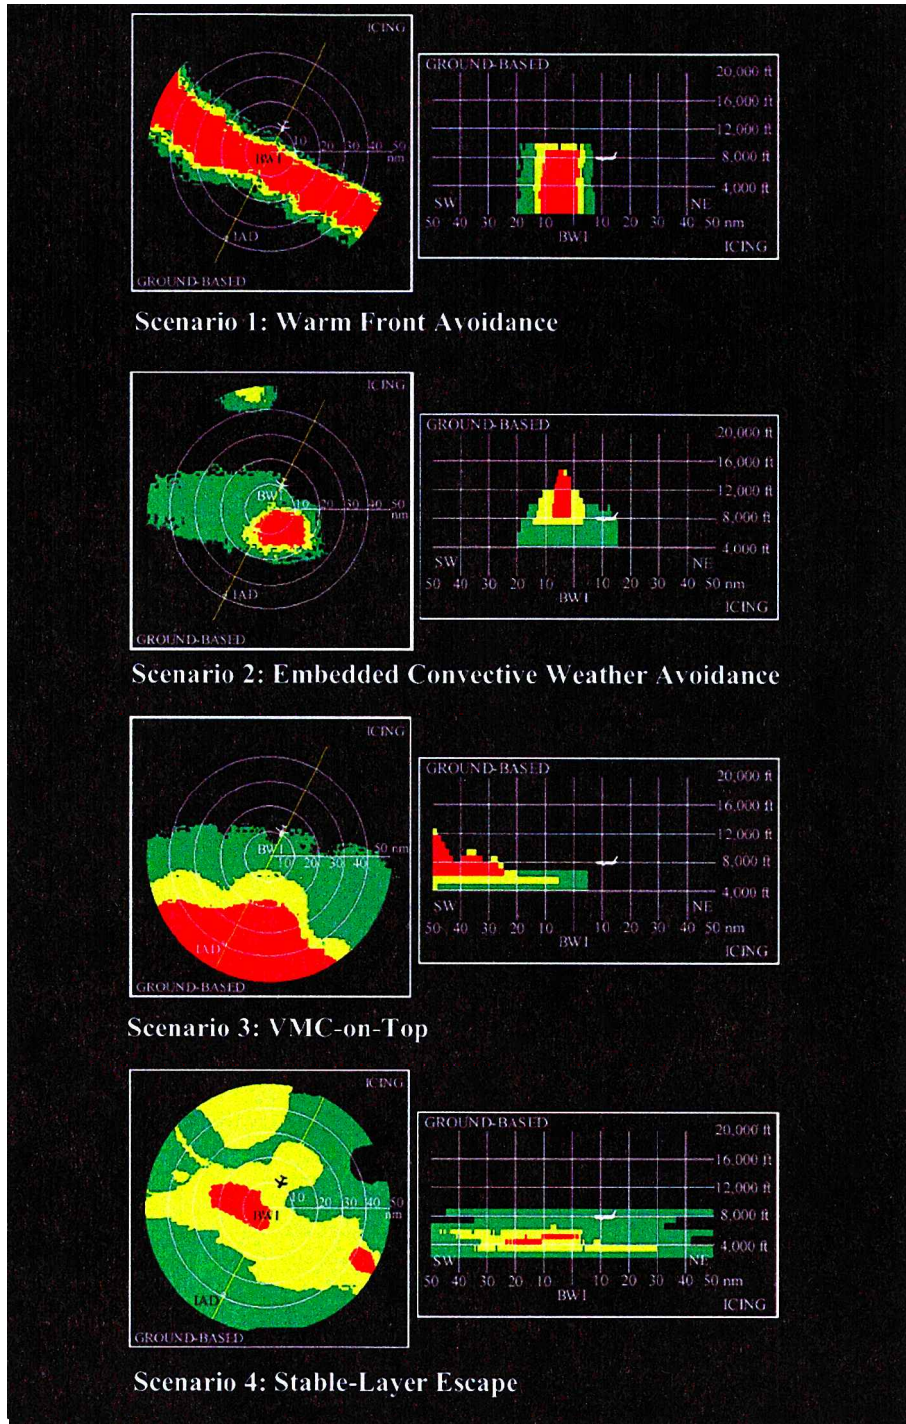 ICING
10 20 30 40 50
nm
BWI
IAD
GROUND-BASED
GROUND-BASED
20,000 ft
16,000 ft
12,000 ft
8,000 ft
4,000 ft
SW NE
50 40 30 20 10 10 20 30 40 50 nm
BWI
ICING
Scenario 1: Warm Front Avoidance
ICING
BWI
10 20 30 40 50
nm
IAD
GROUND-BASED
GROUND-BASED
20,000 ft
16,000 ft
12,000 ft
8,000 ft
4,000 ft
SW NE
50 40 30 20 10 10 20 30 40 50 nm
BWI
ICING
Scenario 2: Embedded Convective Weather Avoidance
ICING
BWI
50 nm
10 20 30 40
IAD
GROUND-BASED
GROUND-BASED
20,000 ft
16,000 ft
12,000 ft
8,000 ft
4,000 ft
SW NE
50 40 30 20 10 10 20 30 40 50 nm
BWI
ICING
Scenario 3: VMC-on-Top
ICING
10 20 30 40 50
nm
BWI
IAD
GROUND-BASED
GROUND-BASED
20,000 ft
16,000 ft
12,000 ft
8,000 ft
4,000 ft
SW NE
50 40 30 20 10 10 20 30 40 50 nm
BWI
ICING
Scenario 4: Stable-Layer Escape